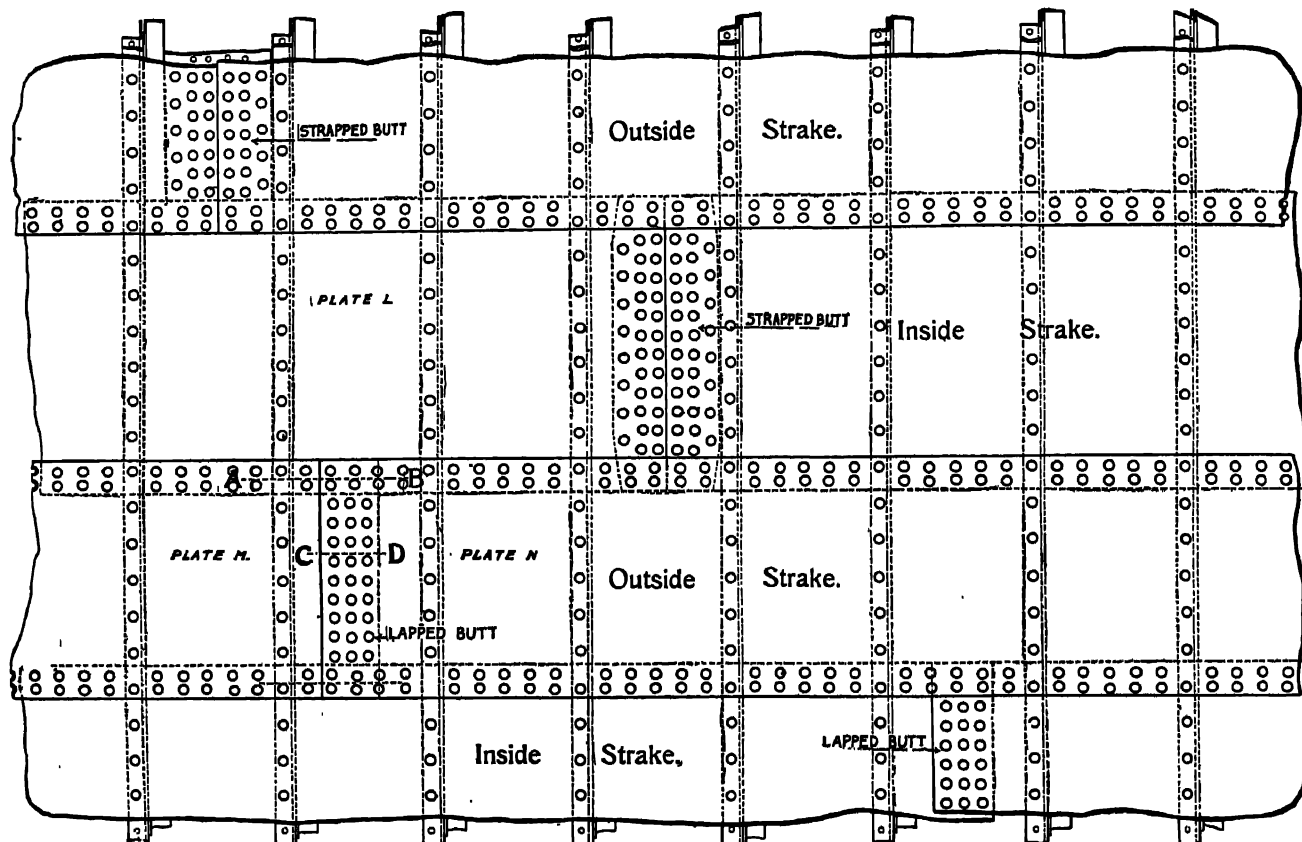 STRAPPED BUTT
Outside Strake.
PLATE L
STRAPPED BUTT
Inside Strake.
A B
PLATE M.
C D
PLATE N
Outside Strake.
LAPPED BUTT
Inside Strake.
LAPPED BUTT